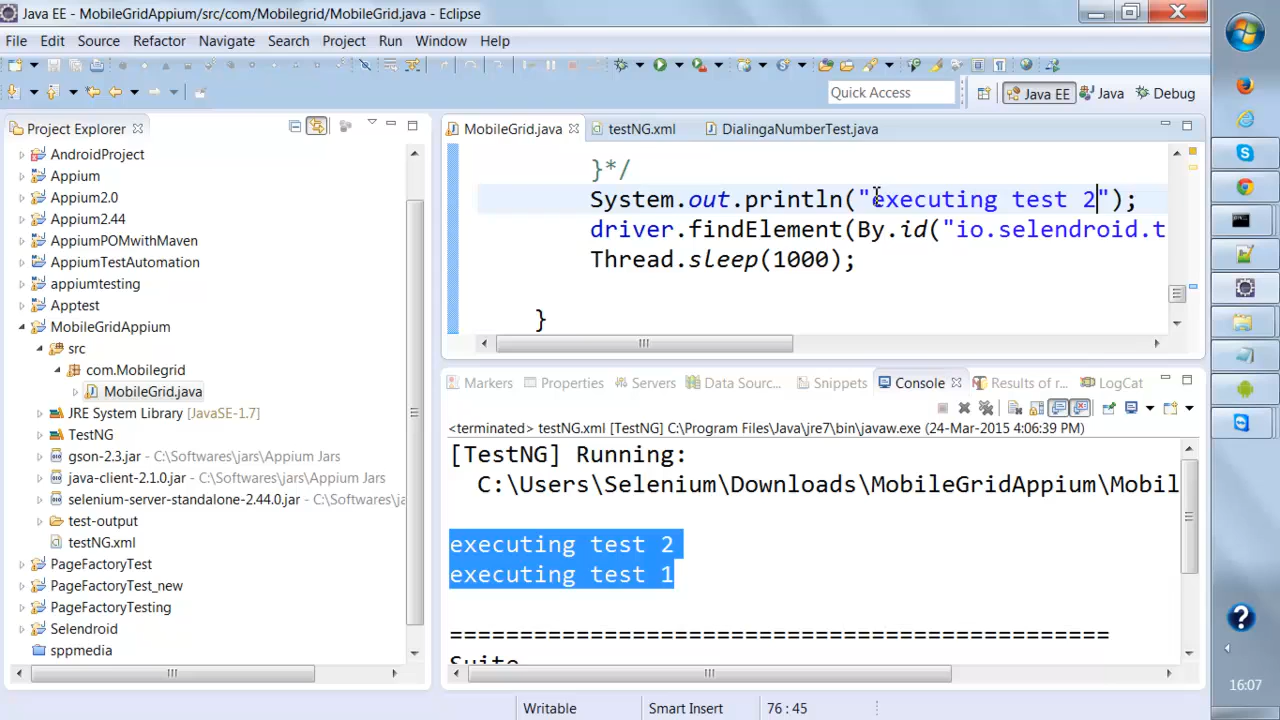 Java EE - MobileGridAppium/src/com/Mobilegrid/MobileGrid.java - Eclipse
File Edit Source Refactor Navigate Search Project Run Window Help
Quick Access
Java EE
Java
Debug
Project Explorer
AndroidProject
Appium
Appium2.0
Appium2.44
AppiumPOMwithMaven
AppiumTestAutomation
appiumtesting
Apptest
MobileGridAppium
src
com.Mobilegrid
MobileGrid.java
JRE System Library [JavaSE-1.7]
TestNG
gson-2.3.jar - C:\Softwares\jars\Appium Jars
java-client-2.1.0.jar - C:\Softwares\jars\Appium Jars
selenium-server-standalone-2.44.0.jar - C:\Softwares\ja
test-output
testNG.xml
PageFactoryTest
PageFactoryTest_new
PageFactoryTesting
Selendroid
sppmedia
MobileGrid.java testNG.xml DialingaNumberTest.java
}*/
System.out.println("executing test 2");
driver.findElement(By.id("io.selendroid.t
Thread.sleep(1000);
}
Markers Properties Servers Data Sourc... Snippets Console Results of r... LogCat
<terminated> testNG.xml [TestNG] C:\Program Files\Java\jre7\bin\javaw.exe (24-Mar-2015 4:06:39 PM)
[TestNG] Running:
C:\Users\Selenium\Downloads\MobileGridAppium\Mobil
executing test 2
executing test 1
===============================================
Suite
Writable Smart Insert 76 : 45
16:07